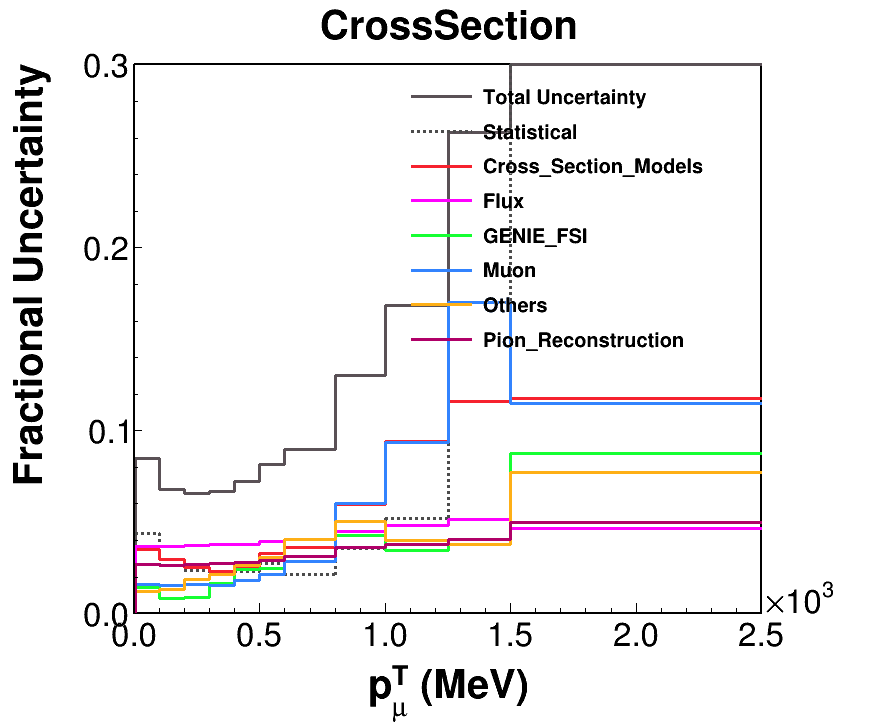 CrossSection
Fractional Uncertainty
0.3
0.2
0.1
0.0
Total Uncertainty
Statistical
Cross_Section_Models
Flux
GENIE_FSI
Muon
Others
Pion_Reconstruction
0.0 0.5 1.0 1.5 2.0 2.5
×10³
p^T_μ (MeV)